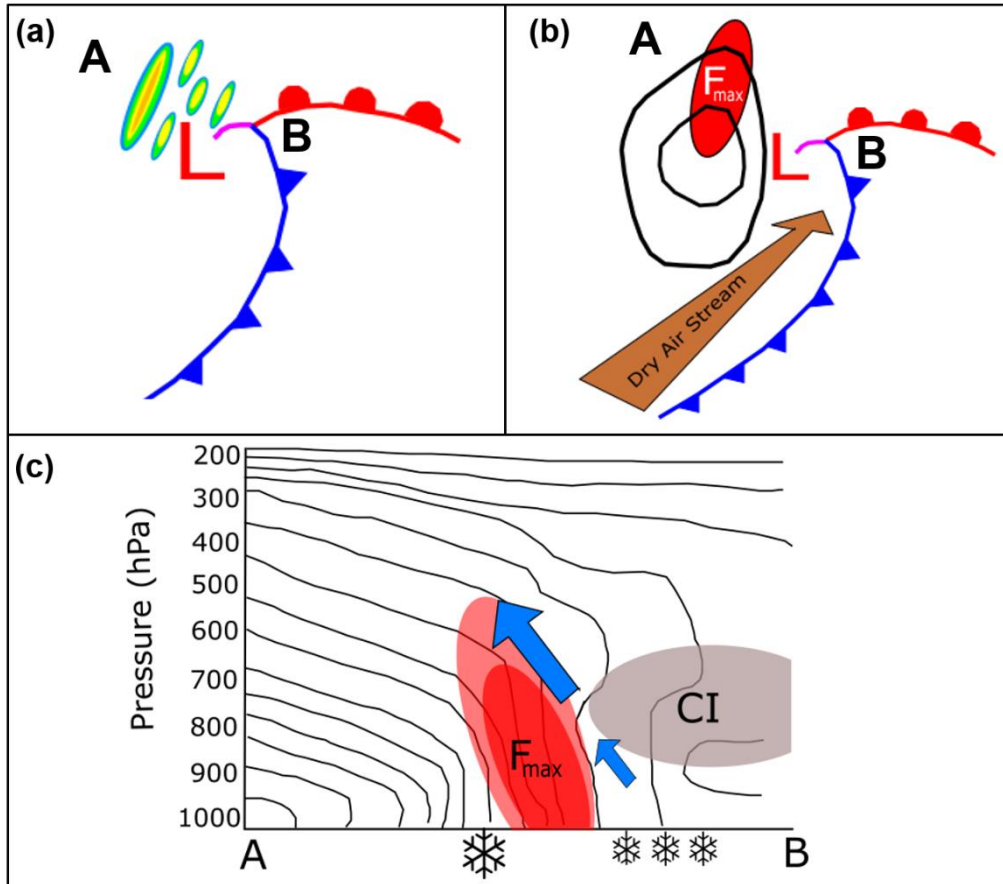 (a)
A
L
B
(b)
A
Fmax
L
B
Dry Air Stream
(c)
Pressure (hPa)
200
300
400
500
600
700
800
900
1000
CI
Fmax
A
B